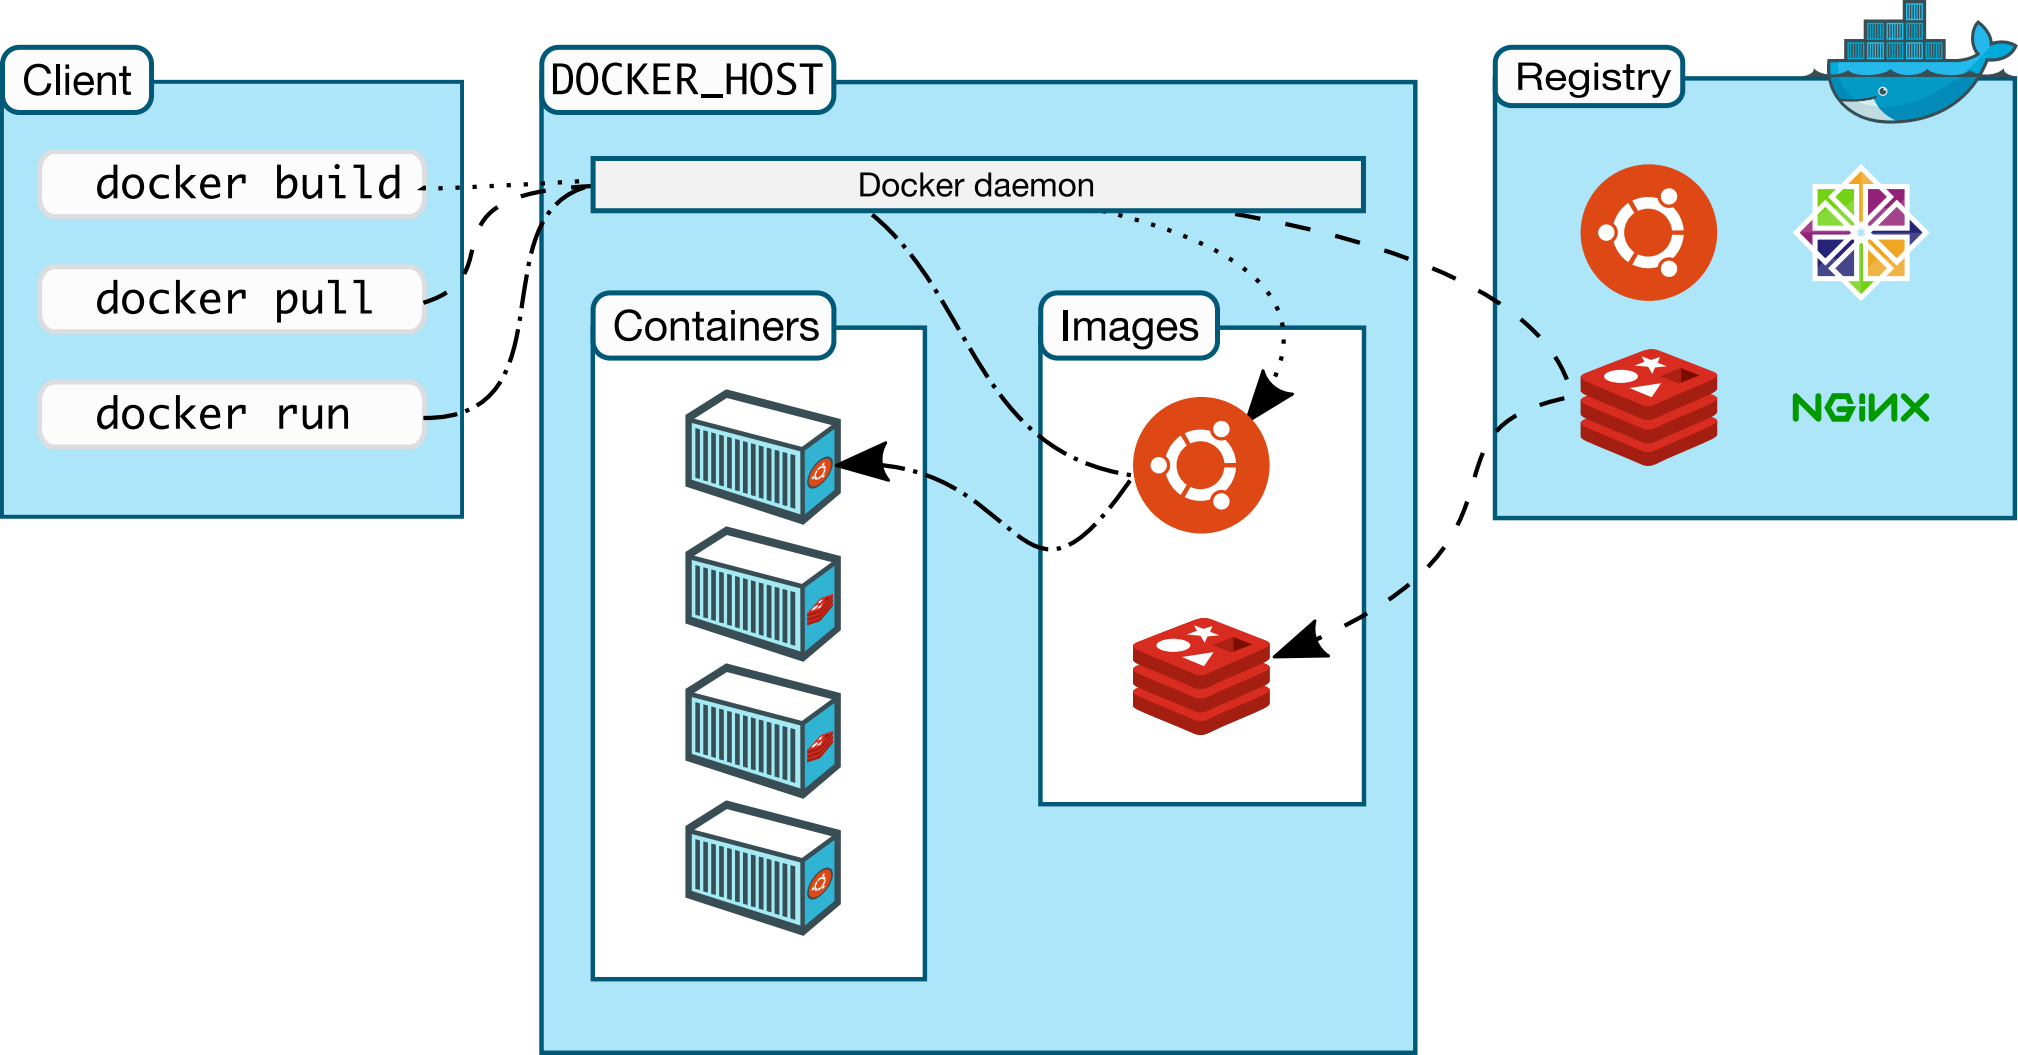 Client
docker build
docker pull
docker run
DOCKER_HOST
Docker daemon
Containers
Images
Registry
NGiNX